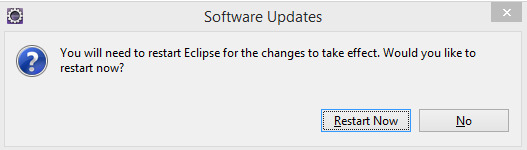 Software Updates
You will need to restart Eclipse for the changes to take effect. Would you like to
restart now?
Restart Now
No